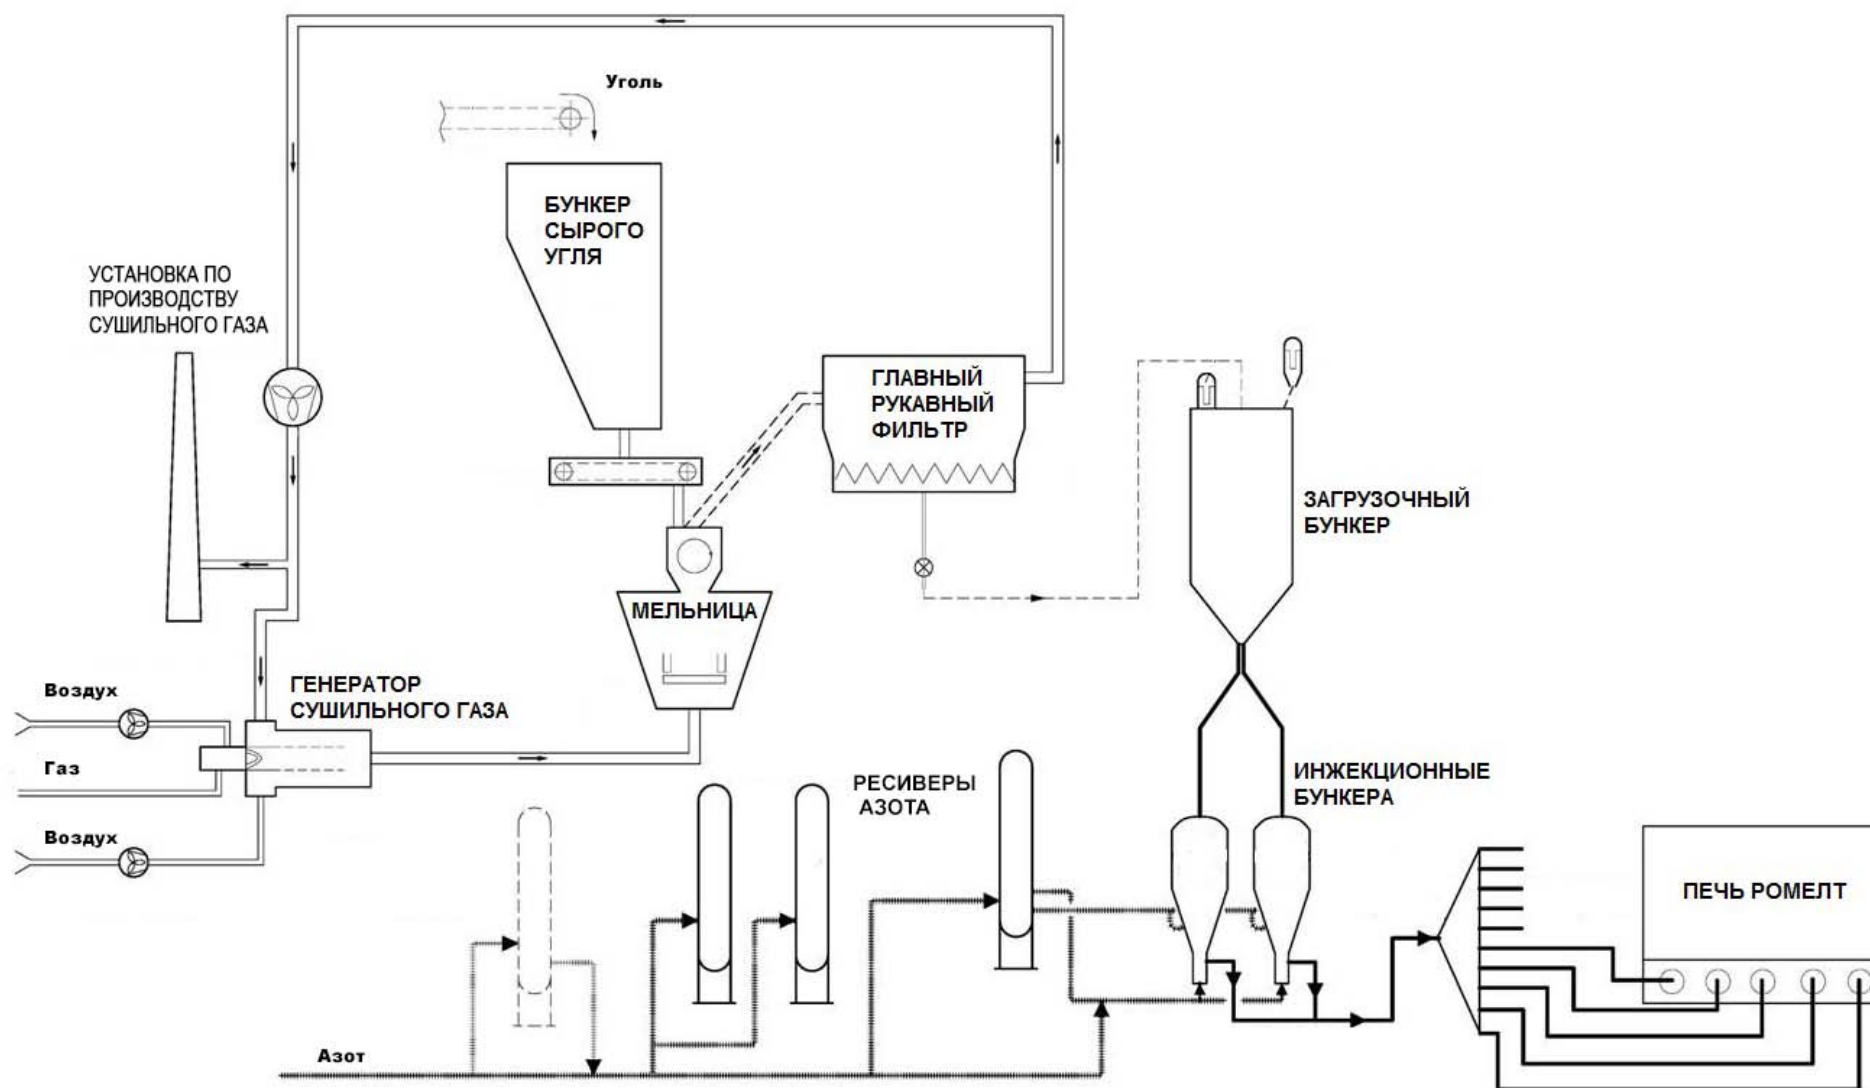 Уголь
БУНКЕР
СЫРОГО
УГЛЯ
УСТАНОВКА ПО
ПРОИЗВОДСТВУ
СУШИЛЬНОГО ГАЗА
ГЛАВНЫЙ
РУКАВНЫЙ
ФИЛЬТР
ЗАГРУЗОЧНЫЙ
БУНКЕР
МЕЛЬНИЦА
Воздух
ГЕНЕРАТОР
СУШИЛЬНОГО ГАЗА
Газ
Воздух
РЕСИВЕРЫ
АЗОТА
ИНЖЕКЦИОННЫЕ
БУНКЕРА
ПЕЧЬ РОМЕЛТ
Азот